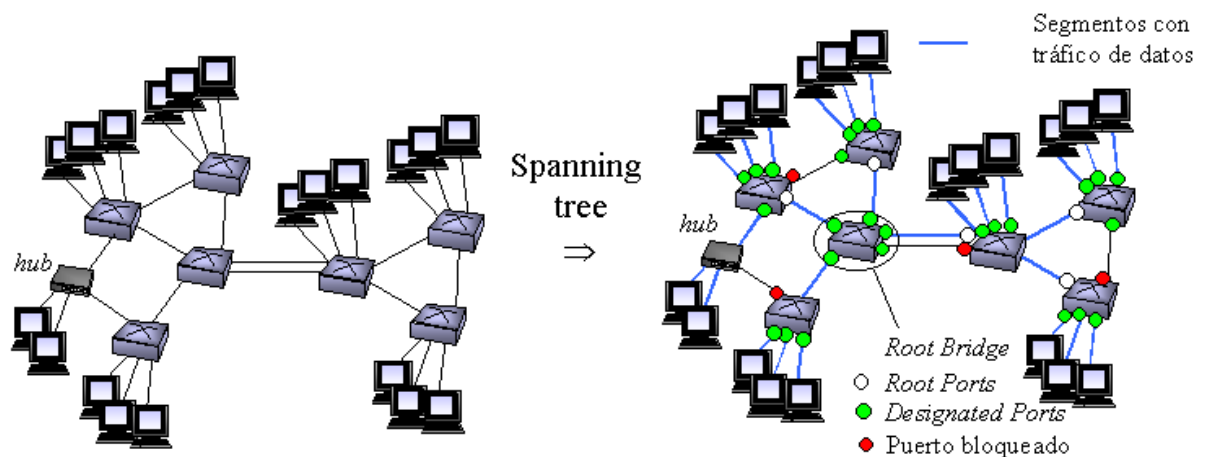 Segmentos con
tráfico de datos
Spanning
tree
⇒
hub
hub
Root Bridge
Root Ports
Designated Ports
Puerto bloqueado